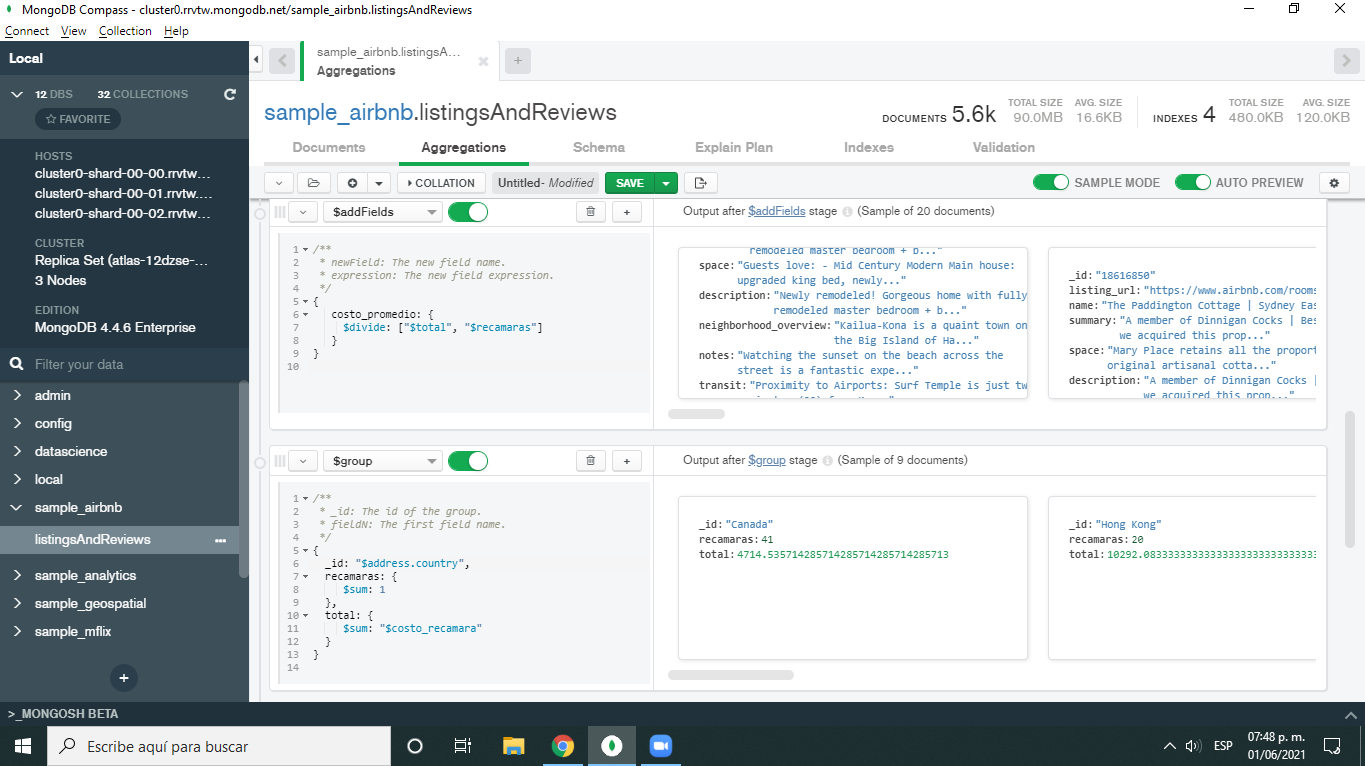 MongoDB Compass - cluster0.rrvtw.mongodb.net/sample_airbnb.listingsAndReviews
Connect View Collection Help
Local
12 DBS 32 COLLECTIONS
FAVORITE
HOSTS
cluster0-shard-00-00.rrvtw...
cluster0-shard-00-01.rrvtw....
cluster0-shard-00-02.rrvtw...
CLUSTER
Replica Set (atlas-12dzse-...
3 Nodes
EDITION
MongoDB 4.4.6 Enterprise
Filter your data
admin
config
datascience
local
sample_airbnb
listingsAndReviews
sample_analytics
sample_geospatial
sample_mflix
sample_airbnb.listingsA...
Aggregations
sample_airbnb.listingsAndReviews
DOCUMENTS 5.6k TOTAL SIZE 90.0MB AVG. SIZE 16.6KB INDEXES 4 TOTAL SIZE 480.0KB AVG. SIZE 120.0KB
Documents Aggregations Schema Explain Plan Indexes Validation
COLLATION Untitled- Modified SAVE SAMPLE MODE AUTO PREVIEW
$addFields
Output after $addFields stage (Sample of 20 documents)
1 /**
2 * newField: The new field name.
3 * expression: The new field expression.
4 */
5 {
6 costo_promedio: {
7 $divide: ["$total", "$recamaras"]
8 }
9 }
10
remodeled master bedroom + b..."
space: "Guests love: - Mid Century Modern Main house:
upgraded king bed, newly..."
description: "Newly remodeled! Gorgeous home with fully
remodeled master bedroom + b..."
neighborhood_overview: "Kailua-Kona is a quaint town on
the Big Island of Ha..."
notes: "Watching the sunset on the beach across the
street is a fantastic expe..."
transit: "Proximity to Airports: Surf Temple is just tw
_id: "18616850"
listing_url: "https://www.airbnb.com/rooms
name: "The Paddington Cottage | Sydney Eas
summary: "A member of Dinnigan Cocks | Bes
we acquired this prop..."
space: "Mary Place retains all the proport
original artisanal cotta..."
description: "A member of Dinnigan Cocks |
we acquired this prop..."
$group
Output after $group stage (Sample of 9 documents)
1 /**
2 * _id: The id of the group.
3 * fieldN: The first field name.
4 */
5 {
6 _id: "$address.country",
7 recamaras: {
8 $sum: 1
9 },
10 total: {
11 $sum: "$costo_recamara"
12 }
13 }
14
_id: "Canada"
recamaras: 41
total: 4714.535714285714285714285714285713
_id: "Hong Kong"
recamaras: 20
total: 10292.08333333333333333333333333
>_MONGOSH BETA
Escribe aquí para buscar
ESP
07:48 p. m.
01/06/2021